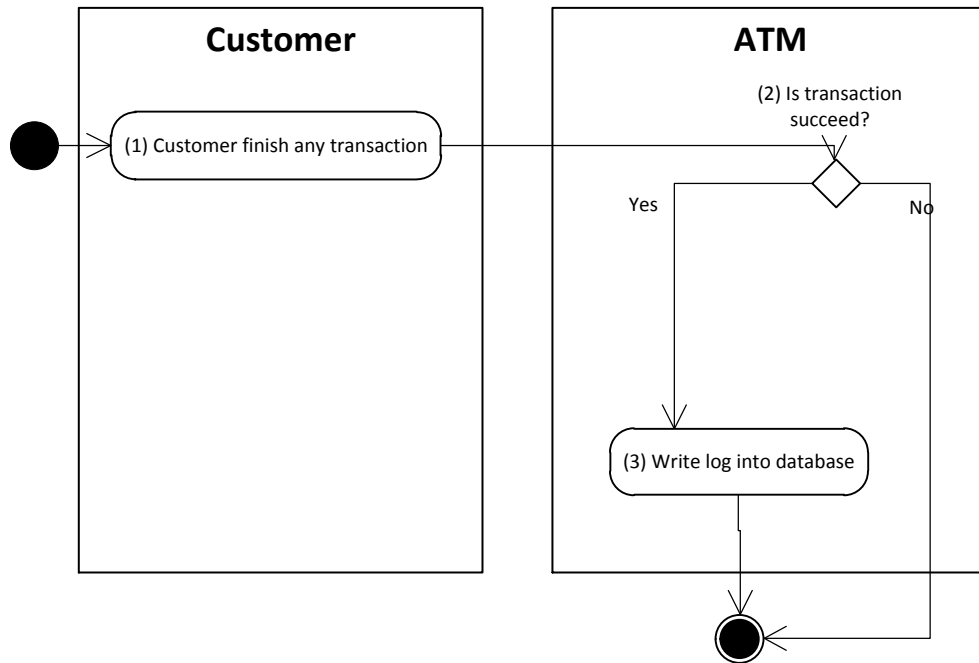 Customer
ATM
(2) Is transaction
succeed?
(1) Customer finish any transaction
Yes
No
(3) Write log into database